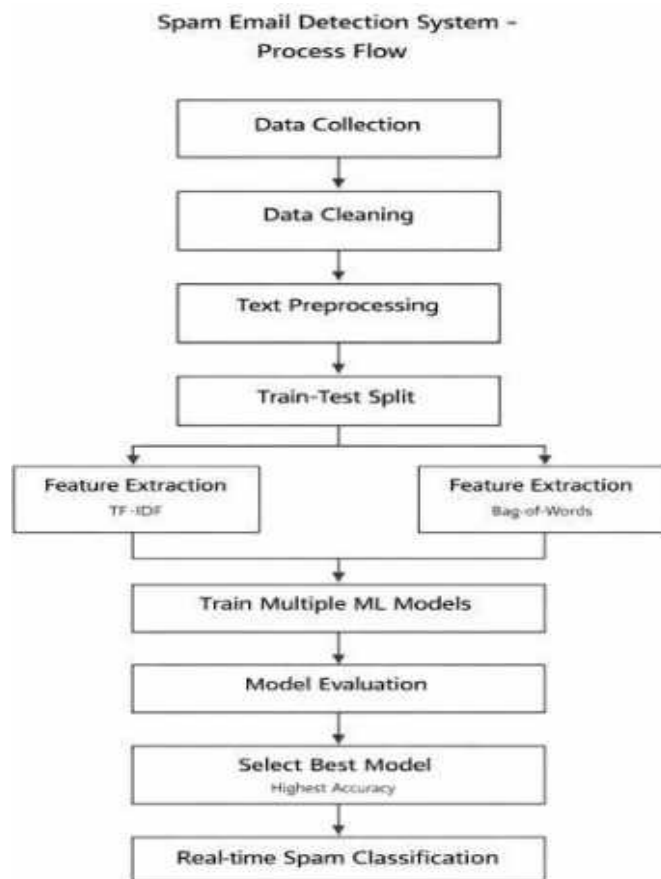 Spam Email Detection System –
Process Flow
Data Collection
Data Cleaning
Text Preprocessing
Train-Test Split
Feature Extraction
TF-IDF
Feature Extraction
Bag-of-Words
Train Multiple ML Models
Model Evaluation
Select Best Model
Highest Accuracy
Real-time Spam Classification